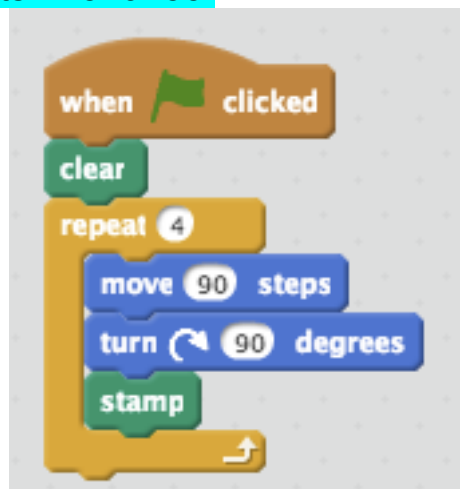 when clicked
clear
repeat 4
move 90 steps
turn 90 degrees
stamp